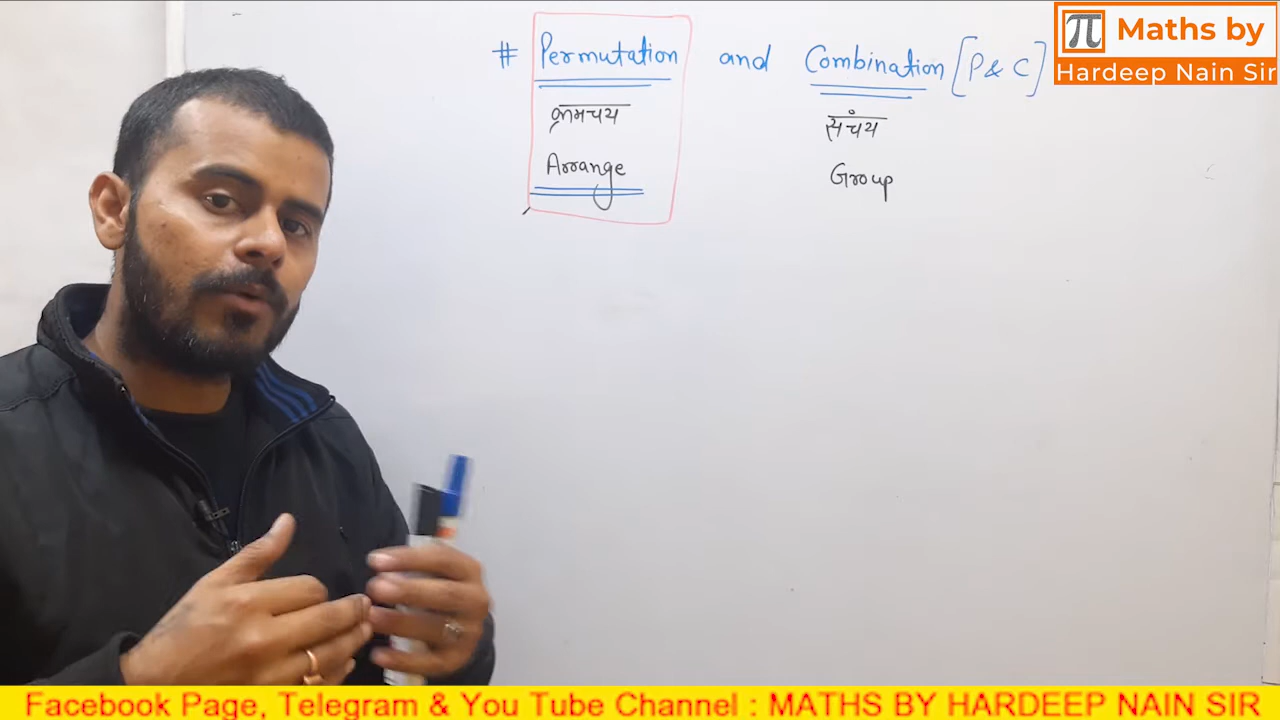 # Permutation and Combination [P & C]
क्रमचय संचय
Arrange Group
π Maths by
Hardeep Nain Sir
Facebook Page, Telegram & You Tube Channel : MATHS BY HARDEEP NAIN SIR